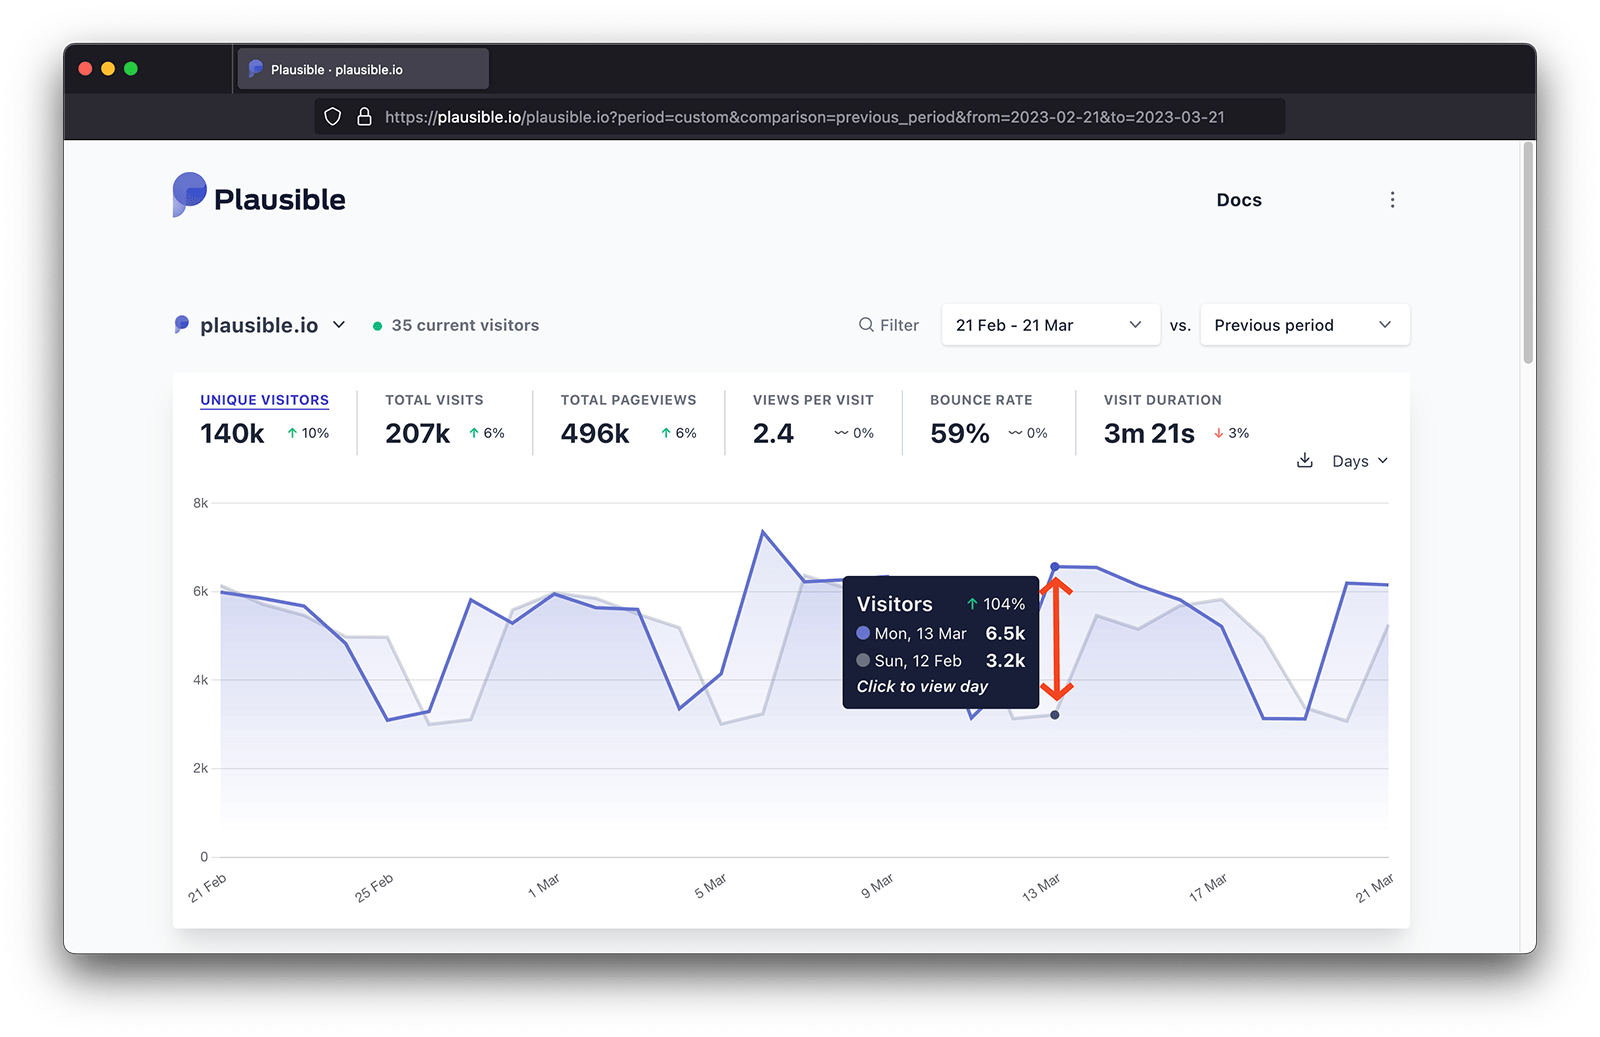 Plausible · plausible.io
https://plausible.io/plausible.io?period=custom&comparison=previous_period&from=2023-02-21&to=2023-03-21
Plausible
Docs
plausible.io
35 current visitors
Filter
21 Feb - 21 Mar
vs.
Previous period
UNIQUE VISITORS
140k ↑ 10%
TOTAL VISITS
207k ↑ 6%
TOTAL PAGEVIEWS
496k ↑ 6%
VIEWS PER VISIT
2.4 〰 0%
BOUNCE RATE
59% 〰 0%
VISIT DURATION
3m 21s ↓ 3%
Days
8k
6k
4k
2k
0
Visitors ↑ 104%
Mon, 13 Mar 6.5k
Sun, 12 Feb 3.2k
Click to view day
21 Feb
25 Feb
1 Mar
5 Mar
9 Mar
13 Mar
17 Mar
21 Mar